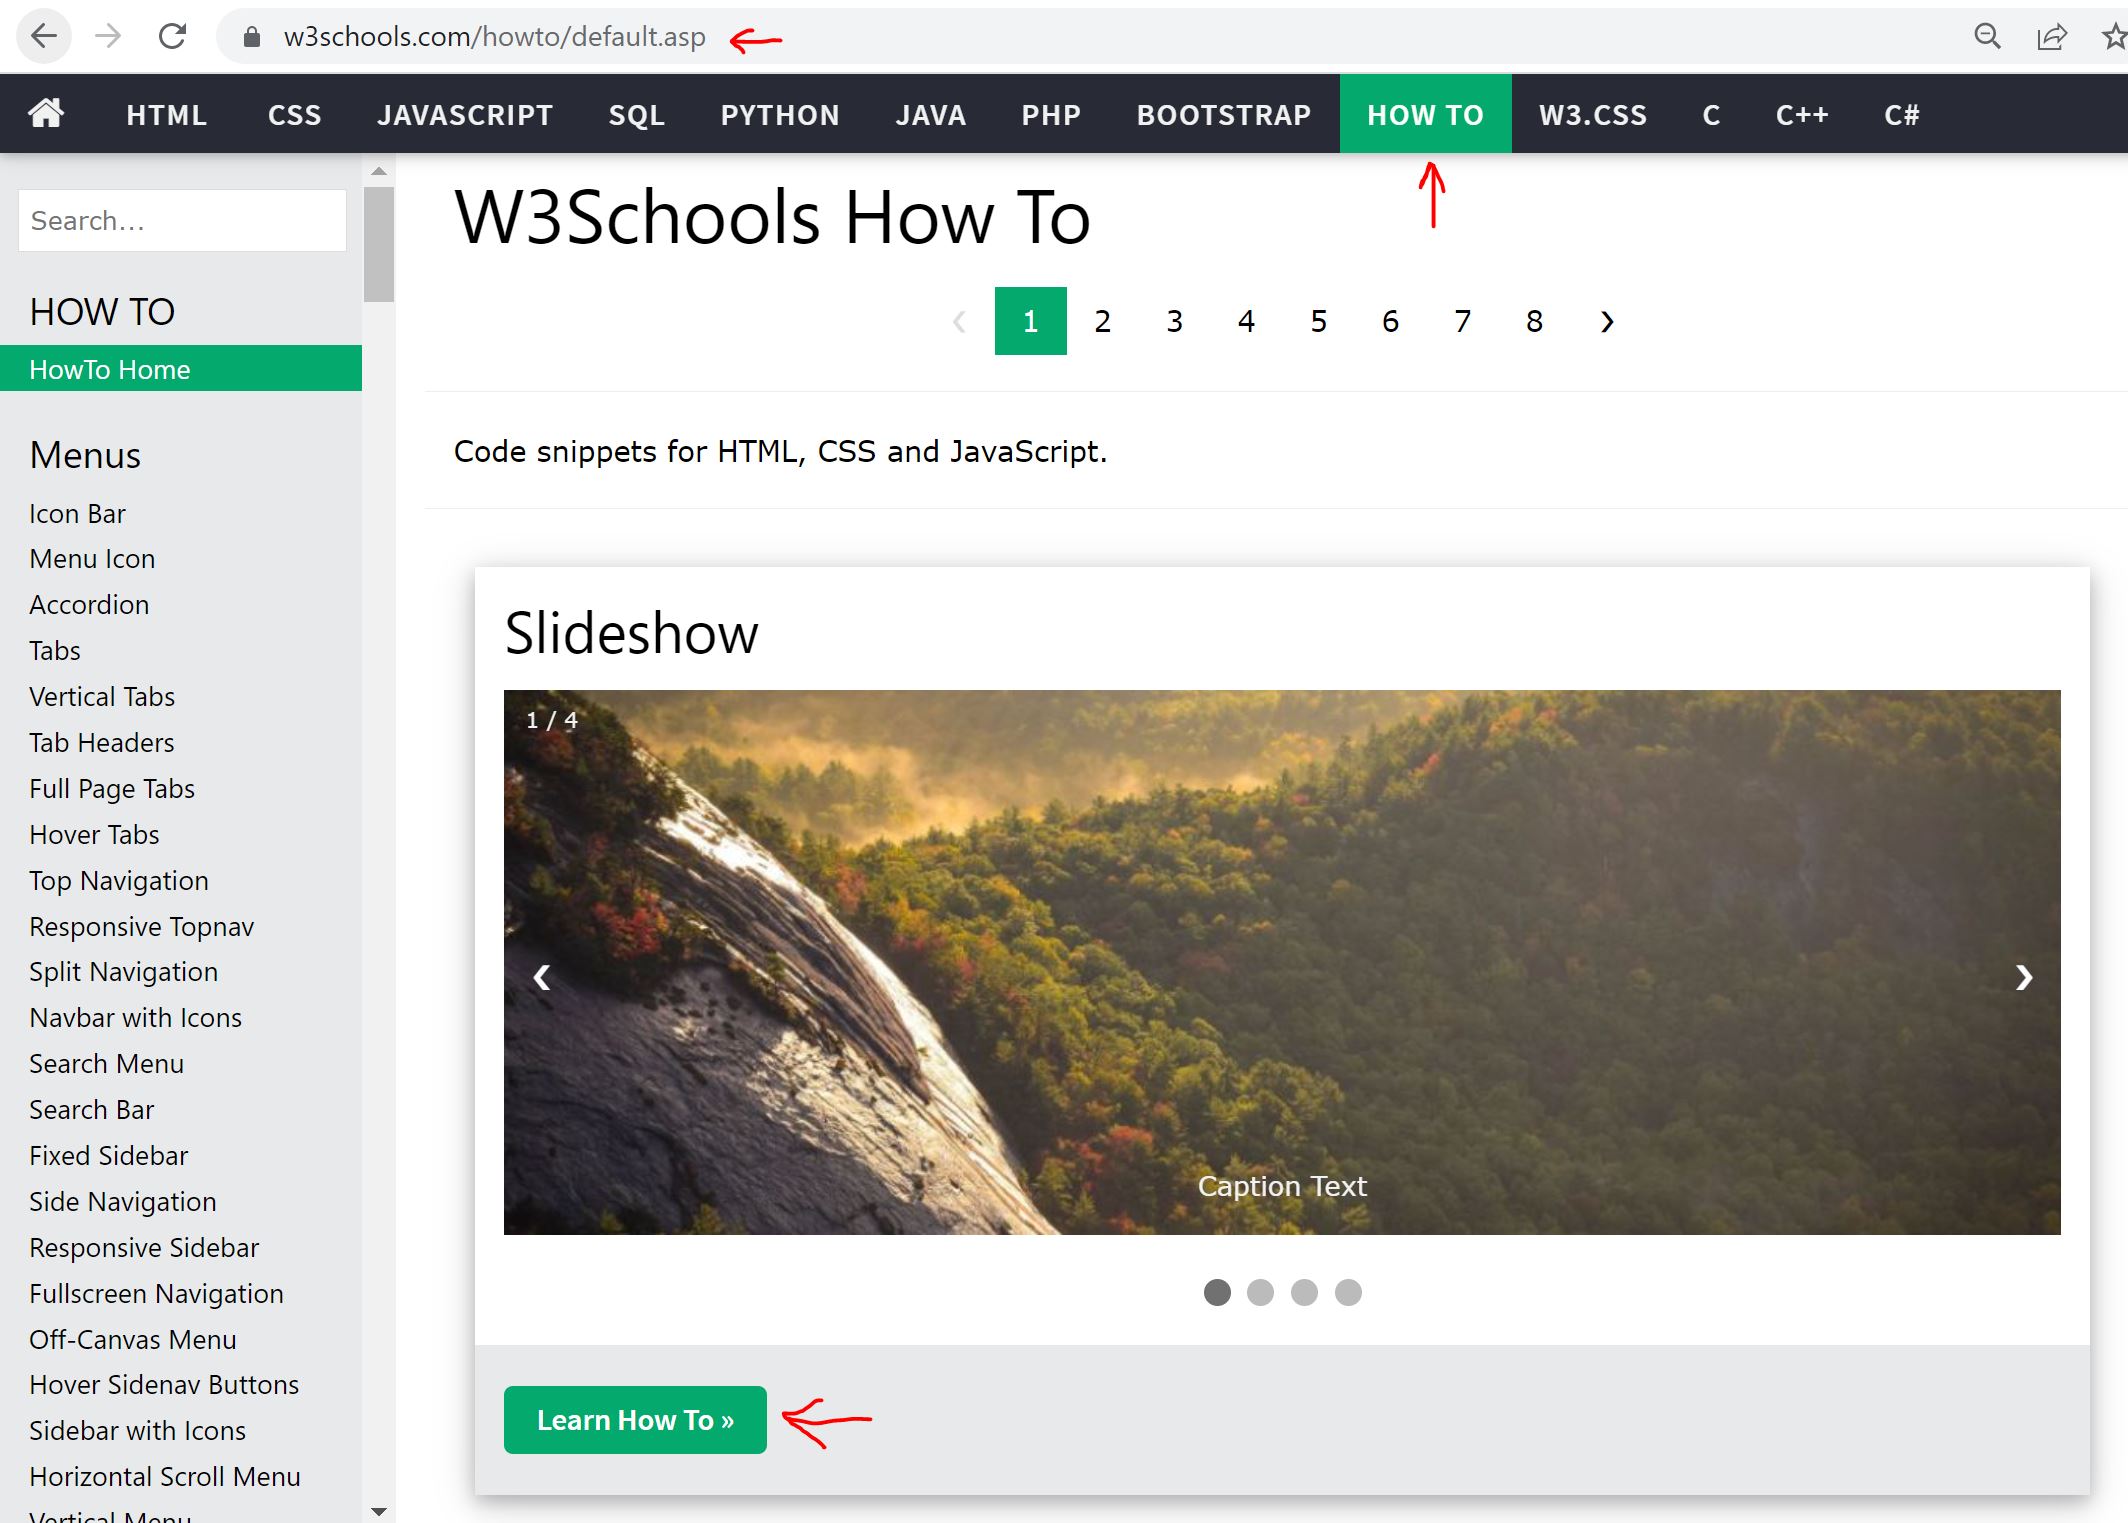 w3schools.com/howto/default.asp
HTML CSS JAVASCRIPT SQL PYTHON JAVA PHP BOOTSTRAP HOW TO W3.CSS C C++ C#
Search...
HOW TO
HowTo Home
Menus
Icon Bar
Menu Icon
Accordion
Tabs
Vertical Tabs
Tab Headers
Full Page Tabs
Hover Tabs
Top Navigation
Responsive Topnav
Split Navigation
Navbar with Icons
Search Menu
Search Bar
Fixed Sidebar
Side Navigation
Responsive Sidebar
Fullscreen Navigation
Off-Canvas Menu
Hover Sidenav Buttons
Sidebar with Icons
Horizontal Scroll Menu
Vertical Menu
W3Schools How To
‹ 1 2 3 4 5 6 7 8 ›
Code snippets for HTML, CSS and JavaScript.
Slideshow
1 / 4
❮ ❯
Caption Text
Learn How To »